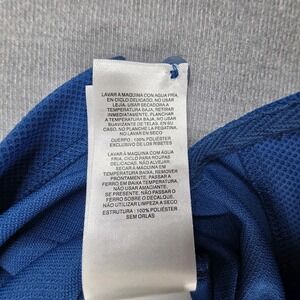 LAVAR A MAQUINA CON AGUA FRIA,
EN CICLO DELICADO, NO USAR
LEJIA, USAR SECADORA A
TEMPERATURA BAJA, RETIRAR
INMEDIATAMENTE, PLANCHAR
A TEMPERATURA BAJA, NO USAR
SUAVIZANTE DE TELAS, EN SU
CASO, NO PLANCHE LA PEGATINA,
NO LAVAR EN SECO
CUERPO : 100% POLIÉSTER
EXCLUSIVO DE LOS RIBETES
LAVAR À MÁQUINA COM ÁGUA
FRIA, CICLO PARA ROUPAS
DELICADAS, NÃO ALVEJAR,
SECAR À MÁQUINA EM
TEMPERATURA BAIXA, REMOVER
PRONTAMENTE, PASSAR A
FERRO EM BAIXA TEMPERATURA,
NÃO USAR AMACIANTE,
SE PRESENTE, NÃO PASSAR O
FERRO SOBRE O DECALQUE,
NÃO UTILIZAR LIMPEZA A SECO
ESTRUTURA : 100% POLIÉSTER
SEM ORLAS